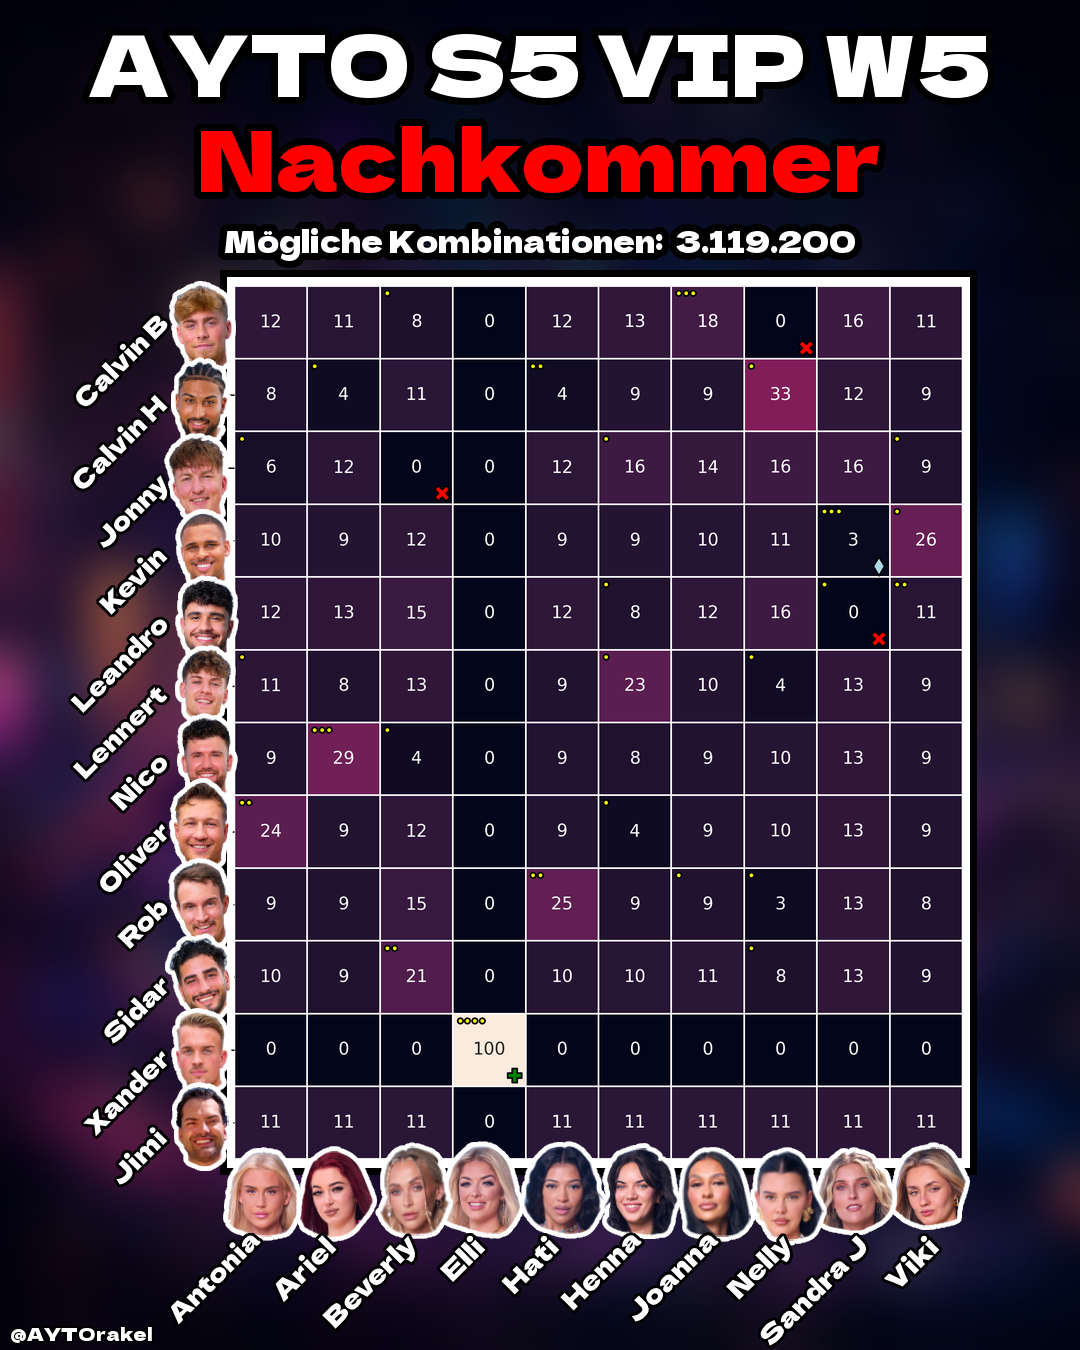 AYTO S5 VIP W5
Nachkommer
Mögliche Kombinationen: 3.119.200
Calvin B 12 11 8 0 12 13 18 0 16 11
Calvin H 8 4 11 0 4 9 9 33 12 9
Jonny 6 12 0 0 12 16 14 16 16 9
Kevin 10 9 12 0 9 9 10 11 3 26
Leandro 12 13 15 0 12 8 12 16 0 11
Lennert 11 8 13 0 9 23 10 4 13 9
Nico 9 29 4 0 9 8 9 10 13 9
Oliver 24 9 12 0 9 4 9 10 13 9
Rob 9 9 15 0 25 9 9 3 13 8
Sidar 10 9 21 0 10 10 11 8 13 9
Xander 0 0 0 100 0 0 0 0 0 0
Jimi 11 11 11 0 11 11 11 11 11 11
Antonia Ariel Beverly Elli Hati Henna Joanna Nelly Sandra J Viki
@AYTOrakel